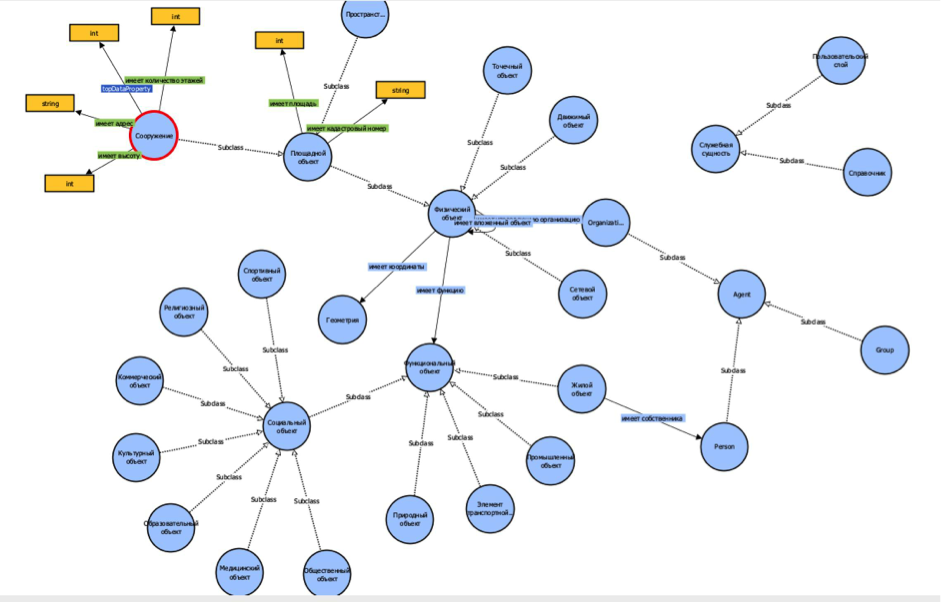 Пространст...
int
int
int
Пользовательский
слой
Точечный
объект
имеет количество этажей
topDataProperty
Subclass
string
string
имеет площадь
Subclass
имеет адрес
имеет кадастровый номер
Движимый
объект
Сооружение
Subclass
Служебная
сущность
Subclass
Площадной
объект
Subclass
имеет высоту
Subclass
Subclass
Справочник
int
Subclass
Физический
объект
организацию
имеет вложенный объект
Organizati...
Subclass
Subclass
имеет координаты
Спортивный
объект
имеет функцию
Сетевой
объект
Agent
Религиозный
объект
Геометрия
Subclass
Subclass
Group
Subclass
Функциональный
объект
Subclass
Subclass
Коммерческий
объект
Жилой
объект
Subclass
Subclass
Subclass
имеет собственника
Социальный
объект
Subclass
Subclass
Subclass
Культурный
объект
Person
Промышленный
объект
Subclass
Subclass
Subclass
Элемент
транспортной...
Образовательный
объект
Природный
объект
Медицинский
объект
Общественный
объект